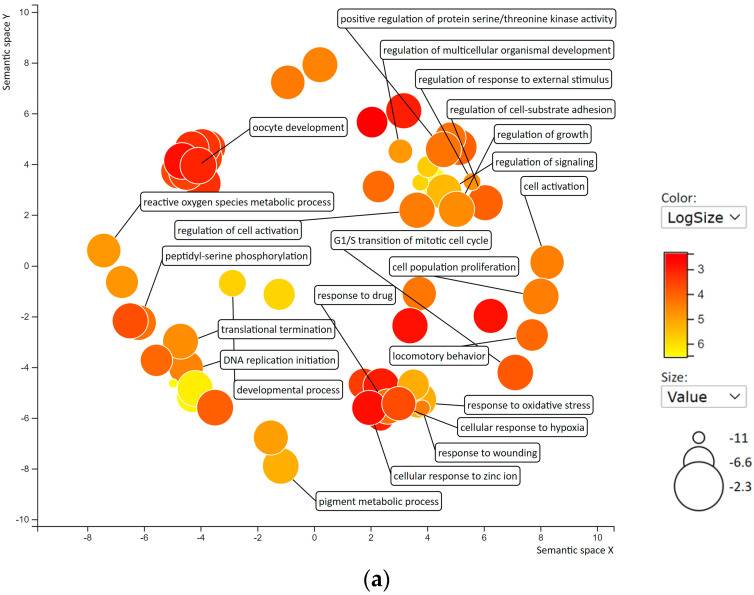 10
8
6
4
2
0
-2
-4
-6
-8
-10
Semantic space Y
positive regulation of protein serine/threonine kinase activity
regulation of multicellular organismal development
regulation of response to external stimulus
regulation of cell-substrate adhesion
oocyte development
regulation of growth
regulation of signaling
cell activation
reactive oxygen species metabolic process
regulation of cell activation
G1/S transition of mitotic cell cycle
peptidyl-serine phosphorylation
cell population proliferation
response to drug
translational termination
locomotory behavior
DNA replication initiation
developmental process
response to oxidative stress
cellular response to hypoxia
response to wounding
cellular response to zinc ion
pigment metabolic process
-8
-6
-4
-2
0
2
4
6
8
10
Semantic space X
Color:
LogSize
3
4
5
6
Size:
Value
-11
-6.6
-2.3
(a)